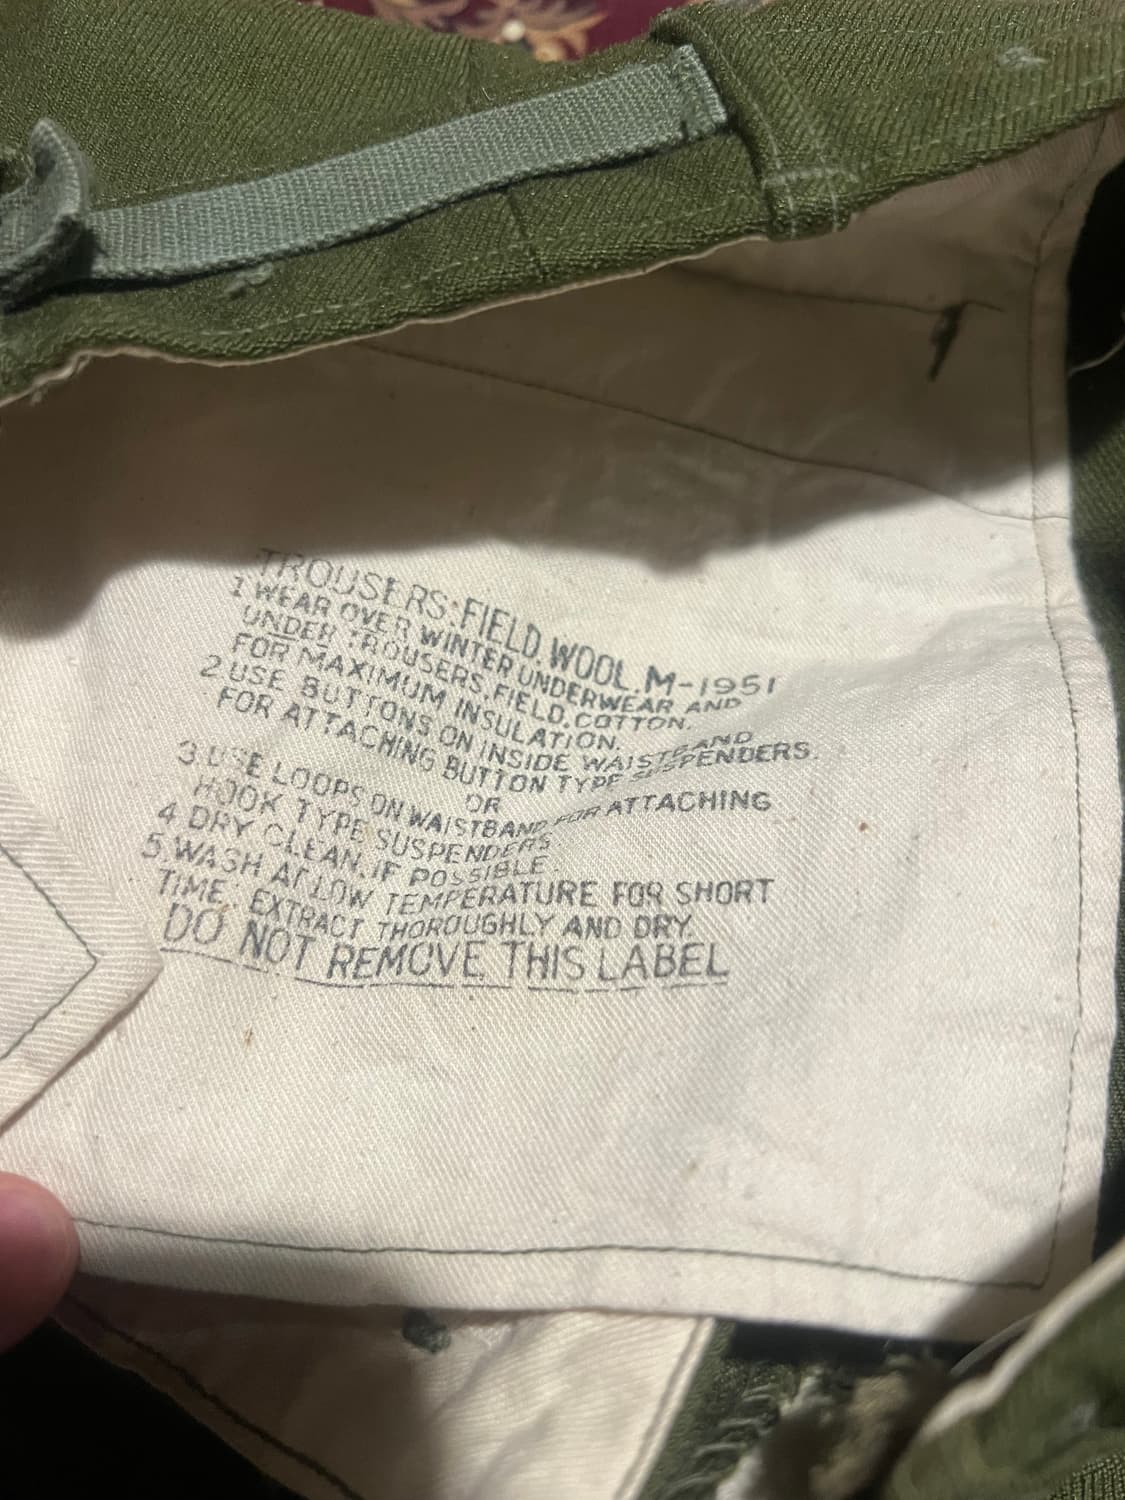 TROUSERS:FIELD.WOOL.M-1951
1 WEAR OVER WINTER UNDERWEAR AND
UNDER TROUSERS.FIELD.COTTON.
FOR MAXIMUM INSULATION.
2 USE BUTTONS ON INSIDE WAISTBAND
FOR ATTACHING BUTTON TYPE SUSPENDERS.
OR
3.USE LOOPS ON WAISTBAND FOR ATTACHING
HOOK TYPE SUSPENDERS
4 DRY CLEAN.IF POSSIBLE.
5.WASH AT LOW TEMPERATURE FOR SHORT
TIME: EXTRACT THOROUGHLY AND DRY.
DO NOT REMOVE THIS LABEL